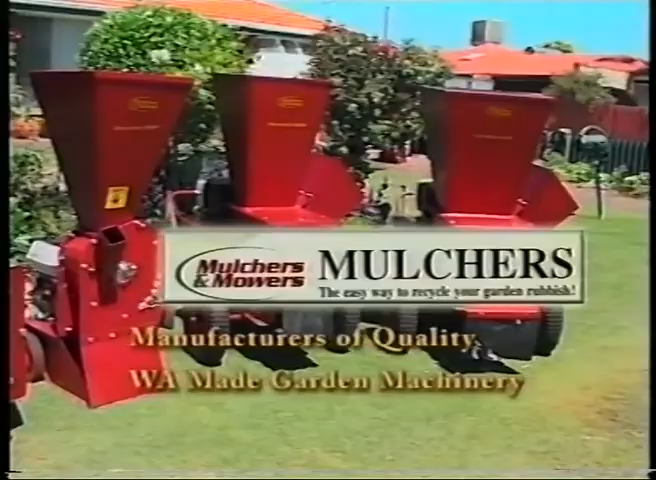 Mulchers
& Mowers
MULCHERS
The easy way to recycle your garden rubbish!
Manufacturers of Quality,
WA Made Garden Machinery